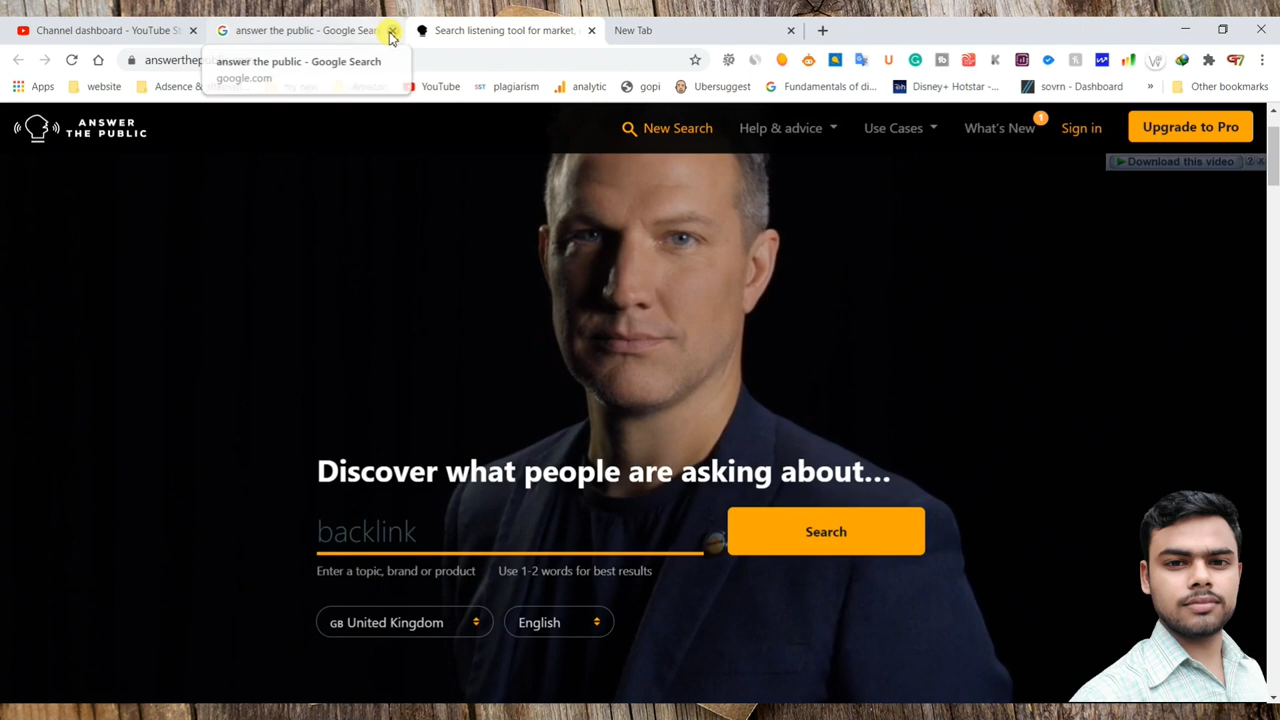 Channel dashboard - YouTube St
answer the public - Google Sear
Search listening tool for market,
New Tab
answerthepu
answer the public - Google Search
google.com
Apps
website
Adsence &
YouTube
SST plagiarism
analytic
gopi
Ubersuggest
Fundamentals of di...
Disney+ Hotstar -...
sovrn - Dashboard
»
Other bookmarks
ANSWER
THE PUBLIC
New Search
Help & advice
Use Cases
What's New
1
Sign in
Upgrade to Pro
Download this video
Discover what people are asking about...
backlink
Search
Enter a topic, brand or product
Use 1-2 words for best results
GB United Kingdom
English